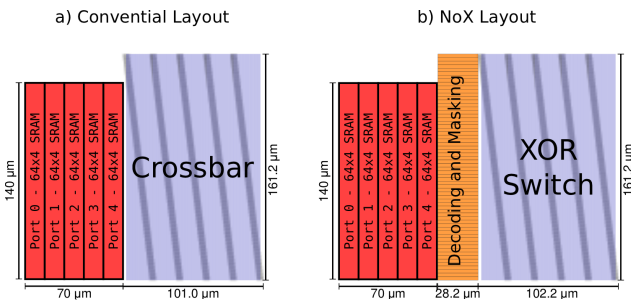 a) Convential Layout
b) NoX Layout
140 µm
Port 0 - 64x4 SRAM
Port 1 - 64x4 SRAM
Port 2 - 64x4 SRAM
Port 3 - 64x4 SRAM
Port 4 - 64x4 SRAM
Crossbar
161.2 µm
70 µm
101.0 µm
140 µm
Port 0 - 64x4 SRAM
Port 1 - 64x4 SRAM
Port 2 - 64x4 SRAM
Port 3 - 64x4 SRAM
Port 4 - 64x4 SRAM
Decoding and Masking
XOR
Switch
161.2 µm
70 µm
28.2 µm
102.2 µm